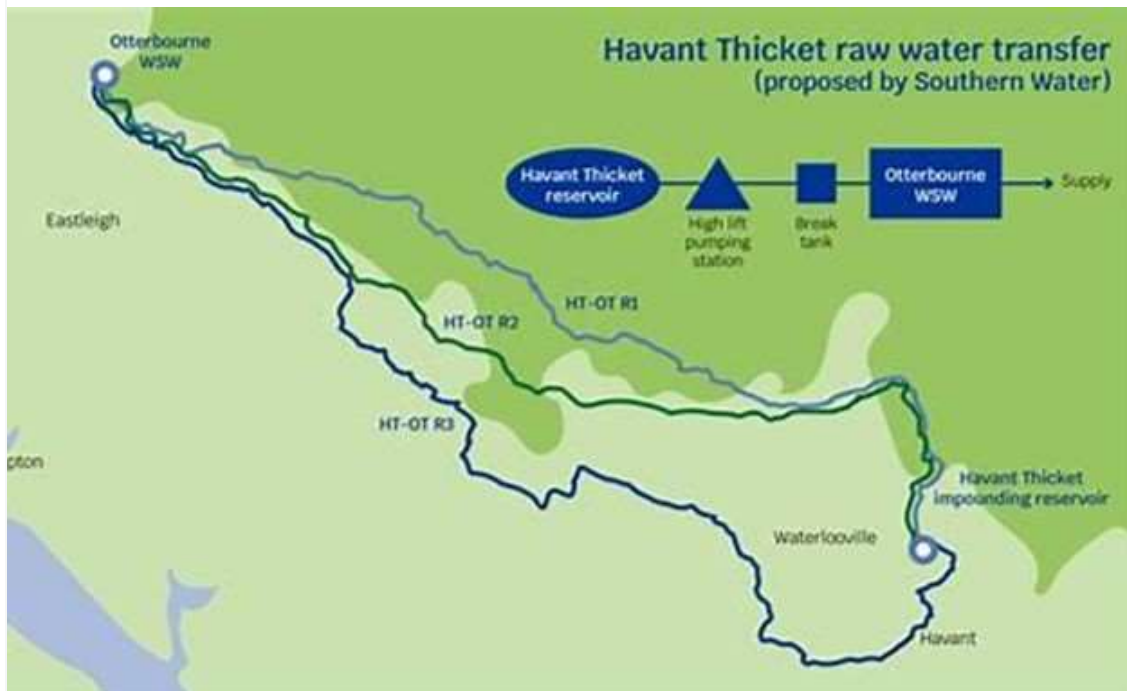 Otterbourne
WSW
Havant Thicket raw water transfer
(proposed by Southern Water)
Havant Thicket
reservoir
High lift
pumping
station
Break
tank
Otterbourne
WSW
Supply
Eastleigh
HT-OT R1
HT-OT R2
HT-OT R3
pton
Havant Thicket
impounding reservoir
Waterlooville
Havant